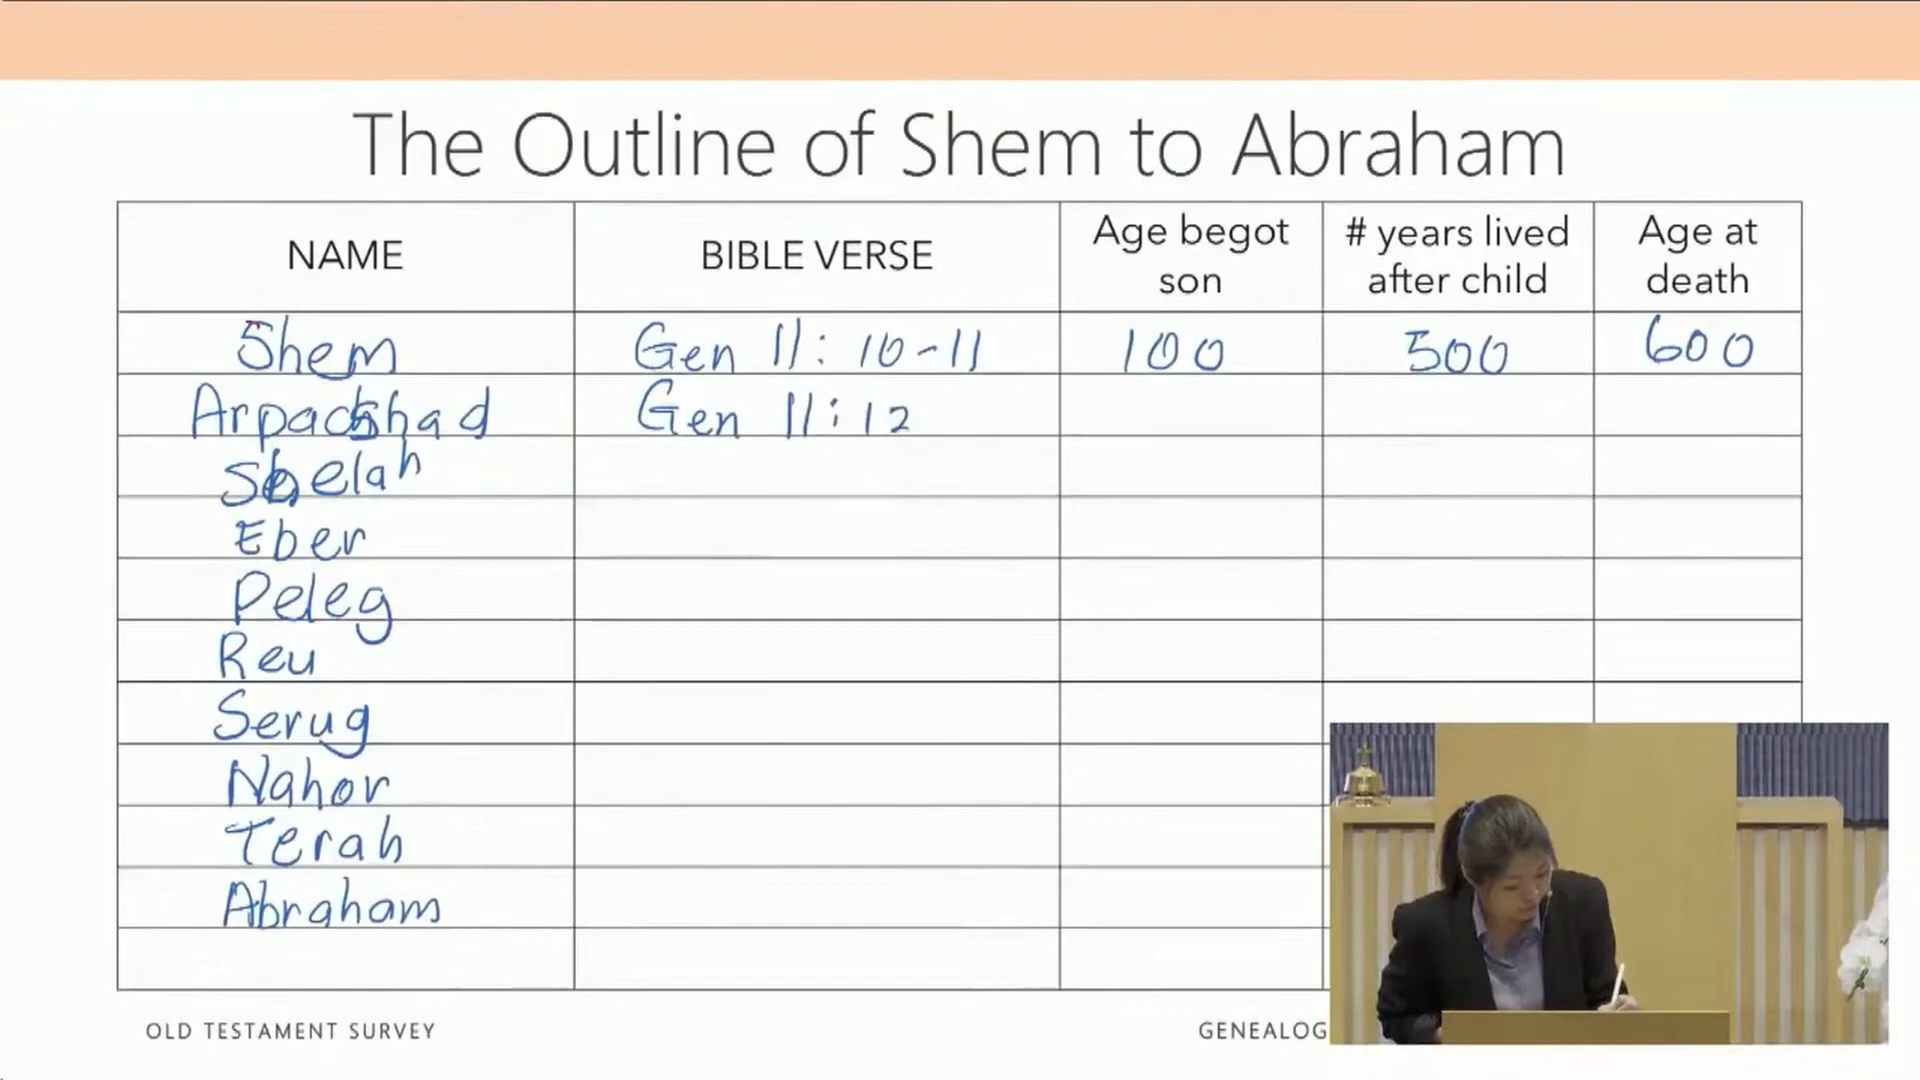 The Outline of Shem to Abraham
NAME BIBLE VERSE Age begot son # years lived after child Age at death
Shem Gen 11: 10-11 100 500 600
Arpachshad Gen 11:12
Shelah
Eber
Peleg
Reu
Serug
Nahor
Terah
Abraham
OLD TESTAMENT SURVEY GENEALOG